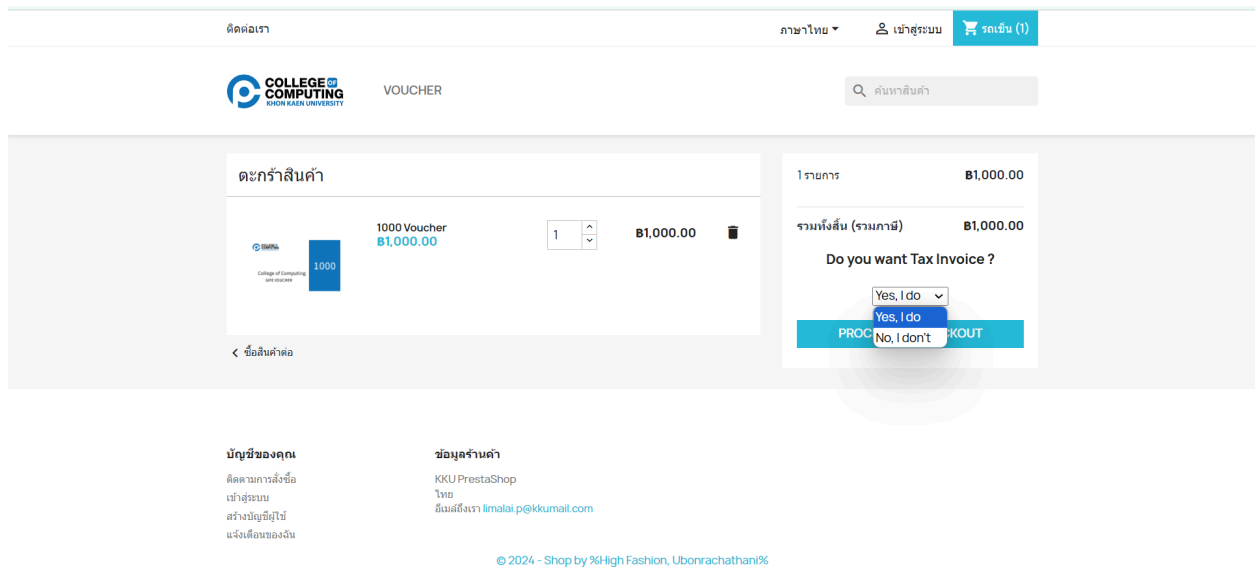 ติดต่อเรา
ภาษาไทย
เข้าสู่ระบบ
รถเข็น (1)
COLLEGE OF
COMPUTING
KHON KAEN UNIVERSITY
VOUCHER
ค้นหาสินค้า
ตะกร้าสินค้า
1000 Voucher
฿1,000.00
1
฿1,000.00
College of Computing
GIFT VOUCHER
1000
ซื้อสินค้าต่อ
1 รายการ
฿1,000.00
รวมทั้งสิ้น (รวมภาษี)
฿1,000.00
Do you want Tax Invoice ?
Yes, I do
Yes, I do
No, I don't
PROC
KOUT
บัญชีของคุณ
ติดตามการสั่งซื้อ
เข้าสู่ระบบ
สร้างบัญชีผู้ใช้
แจ้งเตือนของฉัน
ข้อมูลร้านค้า
KKU PrestaShop
ไทย
อีเมล์ถึงเรา limalai.p@kkumail.com
© 2024 - Shop by %High Fashion, Ubonrachathani%